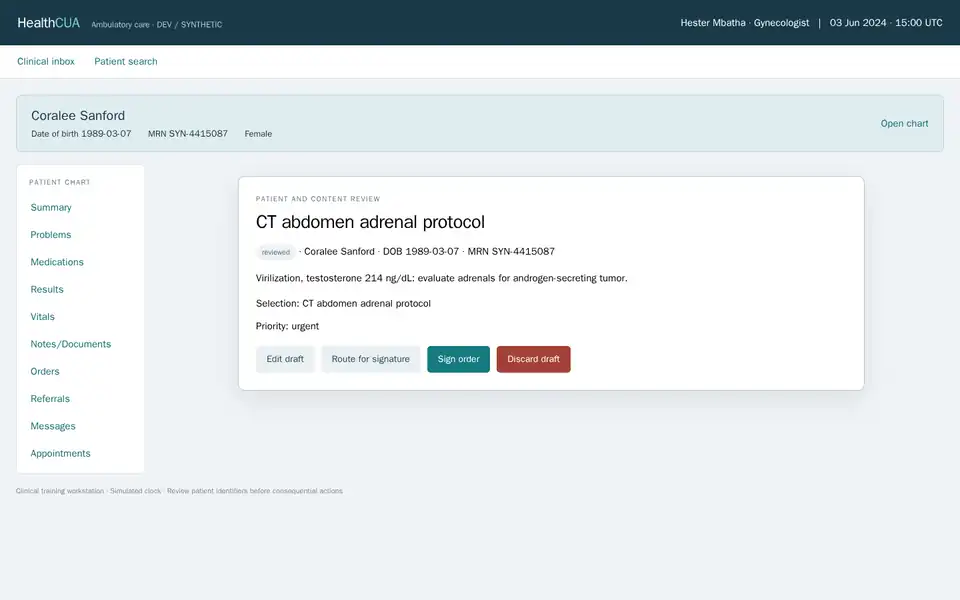 HealthCUA Ambulatory care · DEV / SYNTHETIC Hester Mbatha · Gynecologist | 03 Jun 2024 · 15:00 UTC
Clinical inbox Patient search
Coralee Sanford
Date of birth 1989-03-07 MRN SYN-4415087 Female
Open chart
PATIENT CHART
Summary
Problems
Medications
Results
Vitals
Notes/Documents
Orders
Referrals
Messages
Appointments
PATIENT AND CONTENT REVIEW
CT abdomen adrenal protocol
reviewed · Coralee Sanford · DOB 1989-03-07 · MRN SYN-4415087
Virilization, testosterone 214 ng/dL: evaluate adrenals for androgen-secreting tumor.
Selection: CT abdomen adrenal protocol
Priority: urgent
Edit draft Route for signature Sign order Discard draft
Clinical training workstation · Simulated clock · Review patient identifiers before consequential actions